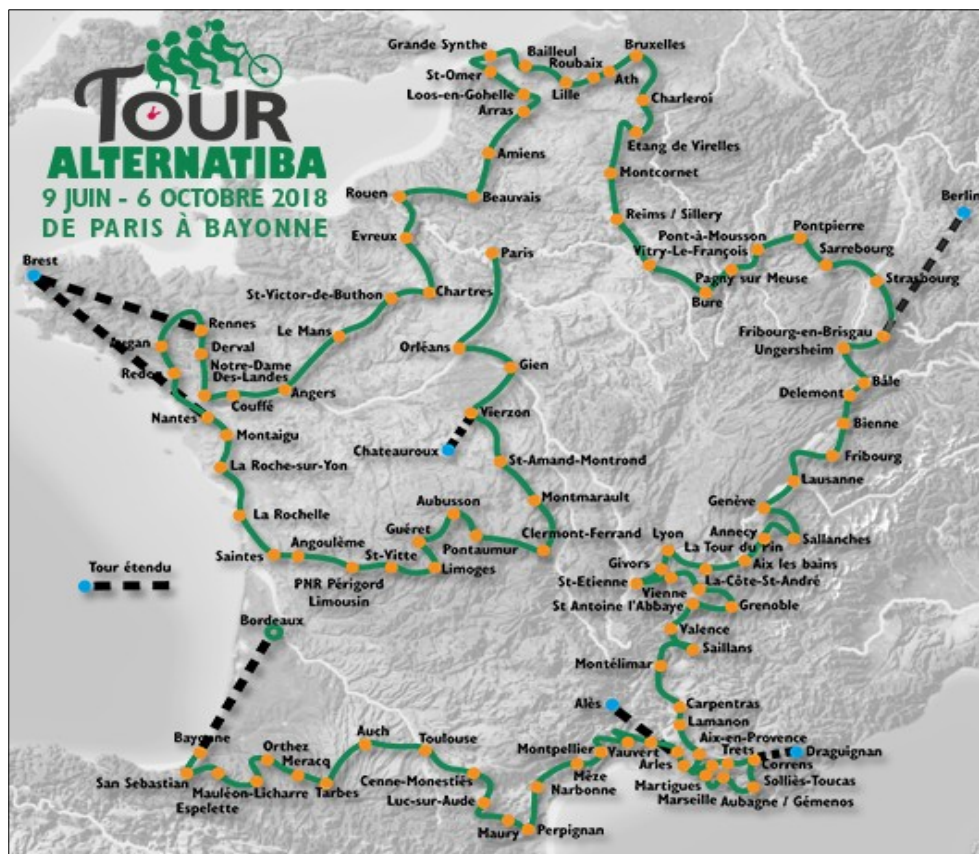 TOUR
ALTERNATIBA
9 JUIN - 6 OCTOBRE 2018
DE PARIS À BAYONNE
Grande Synthe
Bailleul
Roubaix
Bruxelles
St-Omer
Lille
Ath
Loos-en-Gohelle
Arras
Charleroi
Etang de Virelles
Amiens
Montcornet
Rouen
Beauvais
Reims / Sillery
Berlin
Evreux
Paris
Pont-à-Mousson
Pontpierre
Vitry-Le-François
Sarrebourg
Brest
Pagny sur Meuse
Strasbourg
St-Victor-de-Buthon
Chartres
Bure
Rennes
Le Mans
Fribourg-en-Brisgau
Derval
Orléans
Ungersheim
Notre-Dame
Des-Landes
Gien
Redon
Angers
Bâle
Couffé
Delemont
Nantes
Vierzon
Bienne
Montaigu
Chateauroux
Fribourg
La Roche-sur-Yon
St-Amand-Montrond
Lausanne
Aubusson
Montmarault
Genève
La Rochelle
Guéret
Clermont-Ferrand
Lyon
Annecy
Sallanches
Angoulême
St-Vitte
Pontaumur
La Tour du Pin
Saintes
Givors
Aix les bains
Tour étendu
PNR Périgord
Limousin
Limoges
St-Etienne
Vienne
La-Côte-St-André
St Antoine l'Abbaye
Grenoble
Bordeaux
Valence
Saillans
Montélimar
Alès
Carpentras
Lamanon
Bayonne
Orthez
Auch
Toulouse
Montpellier
Vauvert
Aix-en-Provence
Trets
Draguignan
Meracq
Arles
Correns
San Sebastian
Mauléon-Licharre
Tarbes
Cenne-Monestiés
Mèze
Martigues
Solliès-Toucas
Espelette
Luc-sur-Aude
Narbonne
Marseille
Aubagne / Gémenos
Maury
Perpignan